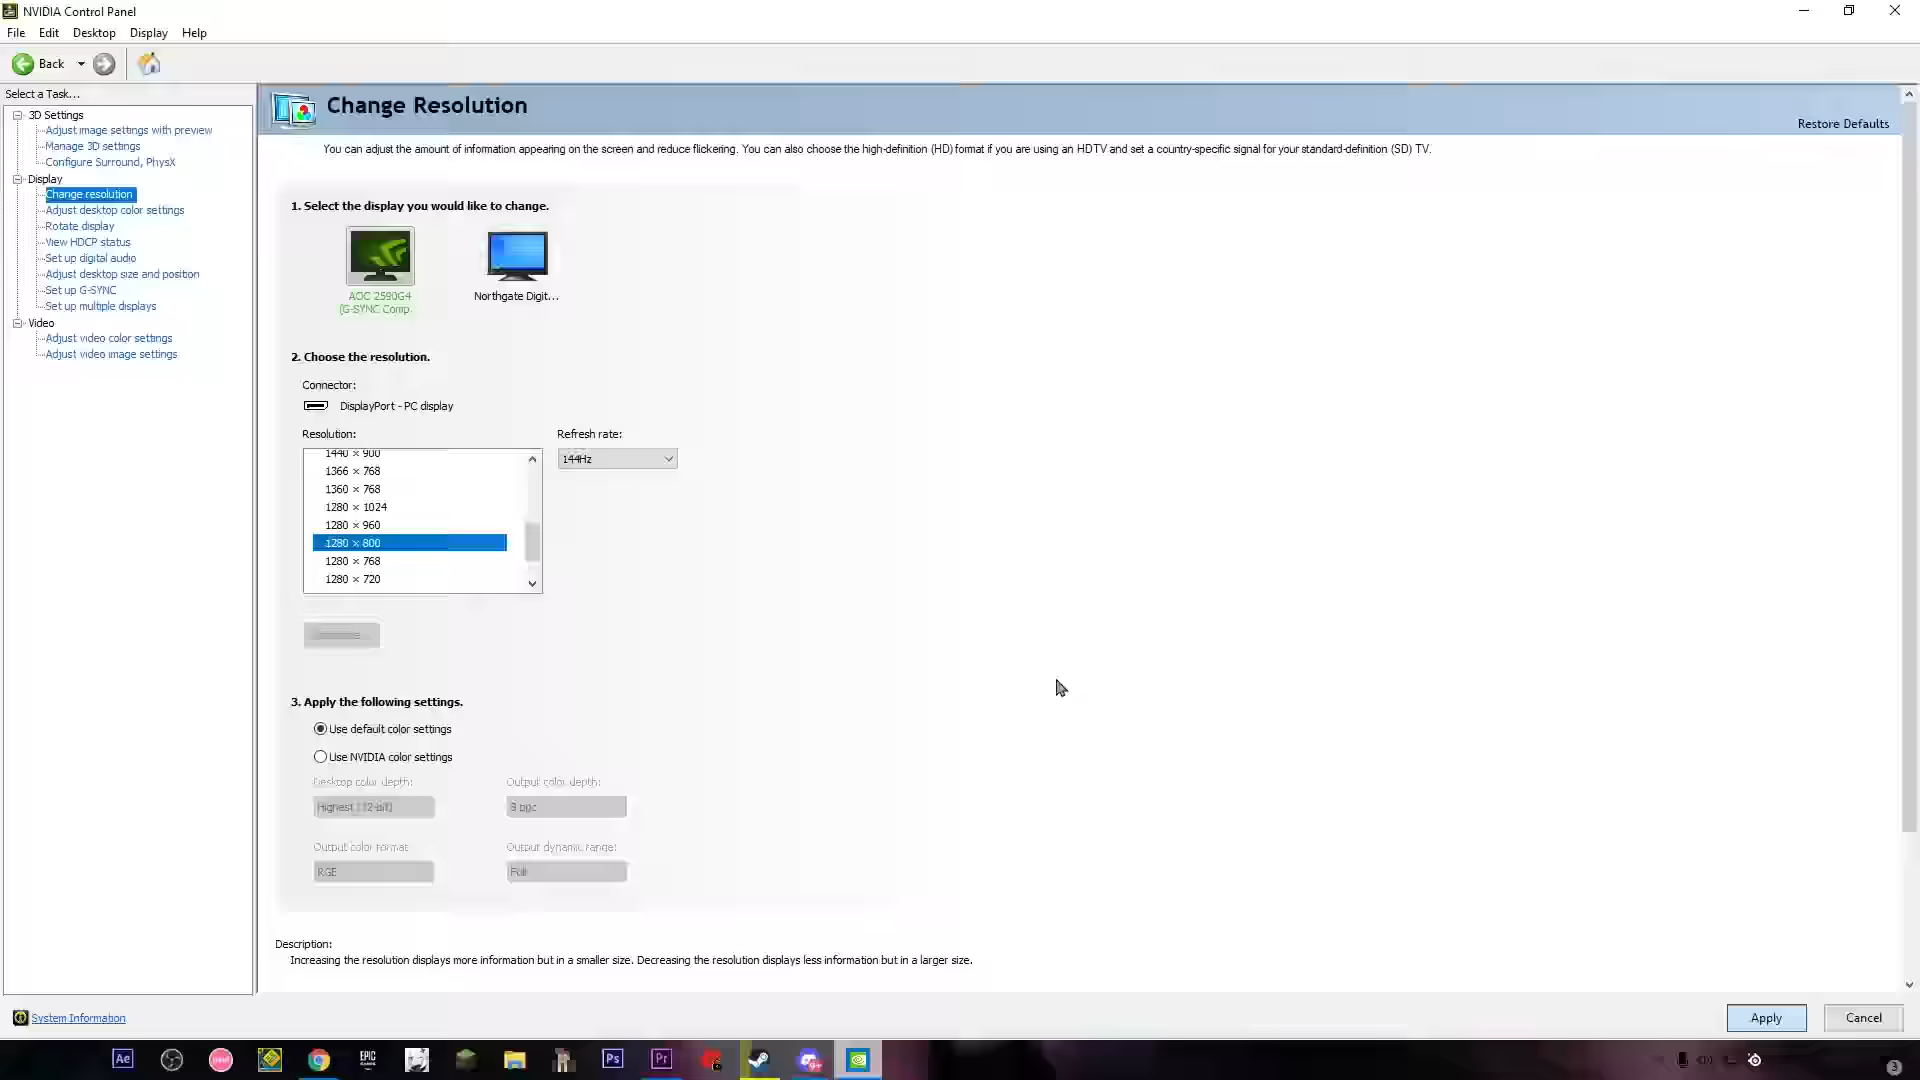 NVIDIA Control Panel
File Edit Desktop Display Help
Back
Select a Task...
3D Settings
Adjust image settings with preview
Manage 3D settings
Configure Surround, PhysX
Display
Change resolution
Adjust desktop color settings
Rotate display
View HDCP status
Set up digital audio
Adjust desktop size and position
Set up G-SYNC
Set up multiple displays
Video
Adjust video color settings
Adjust video image settings
System Information
Change Resolution
Restore Defaults
You can adjust the amount of information appearing on the screen and reduce flickering. You can also choose the high-definition (HD) format if you are using an HDTV and set a country-specific signal for your standard-definition (SD) TV.
1. Select the display you would like to change.
AOC 2590G4
(G-SYNC Comp
Northgate Digit...
2. Choose the resolution.
Connector:
DisplayPort - PC display
Resolution:
Refresh rate:
144Hz
1440 × 900
1366 × 768
1360 × 768
1280 × 1024
1280 × 960
1280 × 800
1280 × 768
1280 × 720
3. Apply the following settings.
Use default color settings
Use NVIDIA color settings
Desktop color depth:
Output color depth:
Highest (32-bit)
8 bpc
Output color format
Output dynamic range:
RGB
Full
Description:
Increasing the resolution displays more information but in a smaller size. Decreasing the resolution displays less information but in a larger size.
Apply
Cancel
Ae
EPIC
Ps
Pr
3